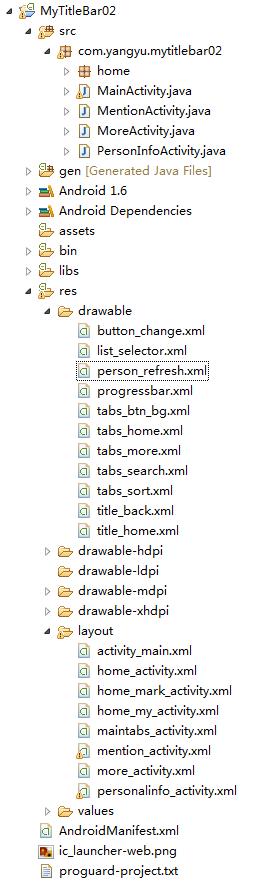 MyTitleBar02
src
com.yangyu.mytitlebar02
home
MainActivity.java
MentionActivity.java
MoreActivity.java
PersonInfoActivity.java
gen [Generated Java Files]
Android 1.6
Android Dependencies
assets
bin
libs
res
drawable
button_change.xml
list_selector.xml
person_refresh.xml
progressbar.xml
tabs_btn_bg.xml
tabs_home.xml
tabs_more.xml
tabs_search.xml
tabs_sort.xml
title_back.xml
title_home.xml
drawable-hdpi
drawable-ldpi
drawable-mdpi
drawable-xhdpi
layout
activity_main.xml
home_activity.xml
home_mark_activity.xml
home_my_activity.xml
maintabs_activity.xml
mention_activity.xml
more_activity.xml
personalinfo_activity.xml
values
AndroidManifest.xml
ic_launcher-web.png
proguard-project.txt